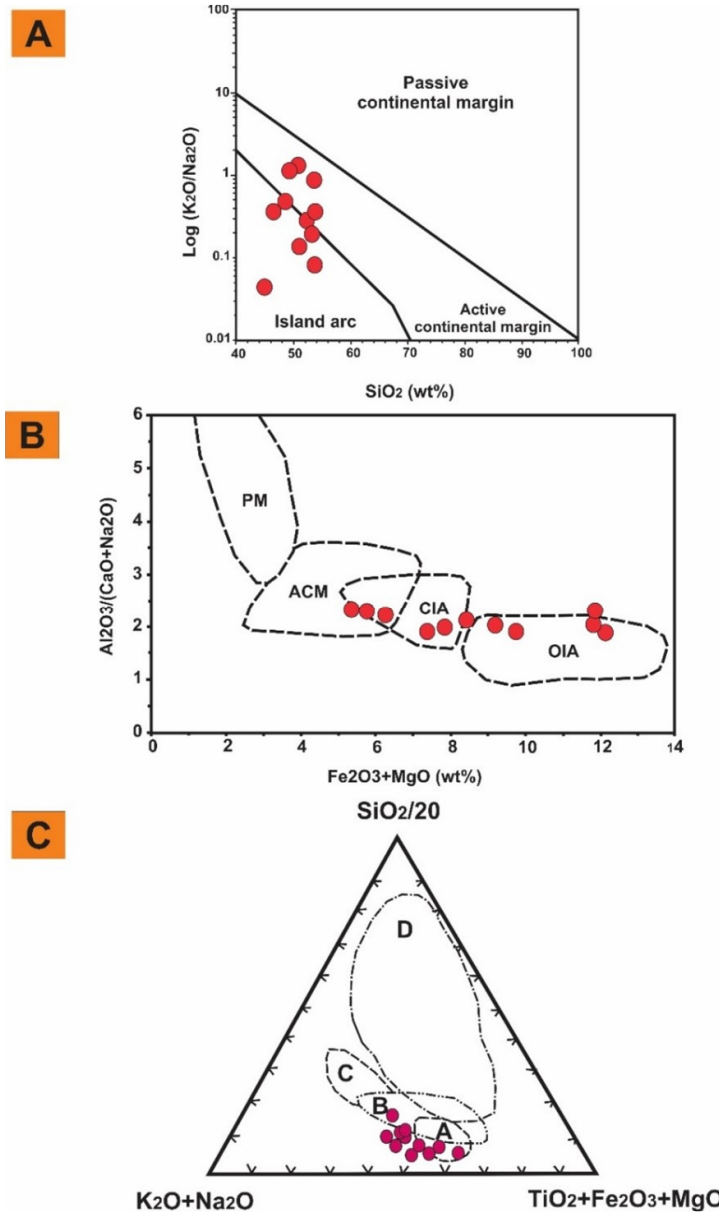 A
100
10
1
0.1
0.01
Log (K2O/Na2O)
Passive
continental margin
Island arc
Active
continental margin
40
50
60
70
80
90
100
SiO2 (wt%)
B
6
5
4
3
2
1
0
Al2O3/(CaO+Na2O)
PM
ACM
CIA
OIA
0
2
4
6
8
10
12
14
Fe2O3+MgO (wt%)
C
SiO2/20
D
C
B
A
K2O+Na2O
TiO2+Fe2O3+MgO